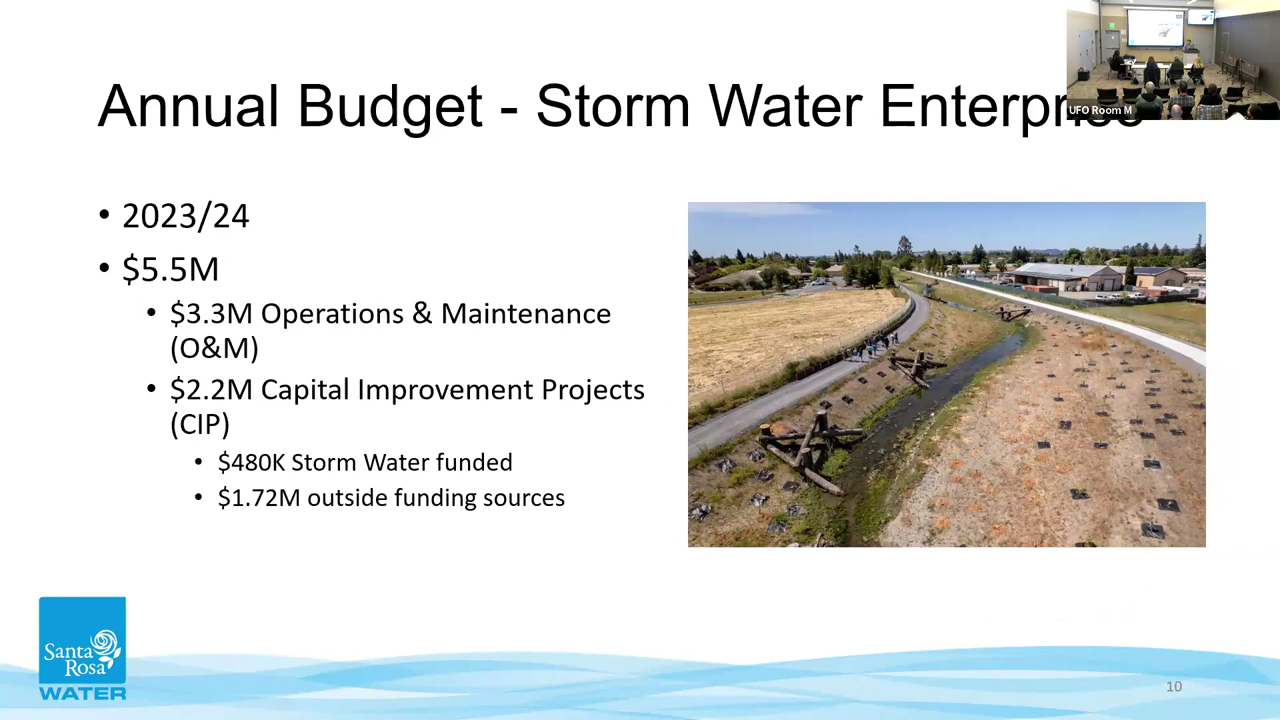 Annual Budget - Storm Water Enterprise
UFO Room M
• 2023/24
• $5.5M
• $3.3M Operations & Maintenance
(O&M)
• $2.2M Capital Improvement Projects
(CIP)
• $480K Storm Water funded
• $1.72M outside funding sources
Santa
Rosa
WATER
10